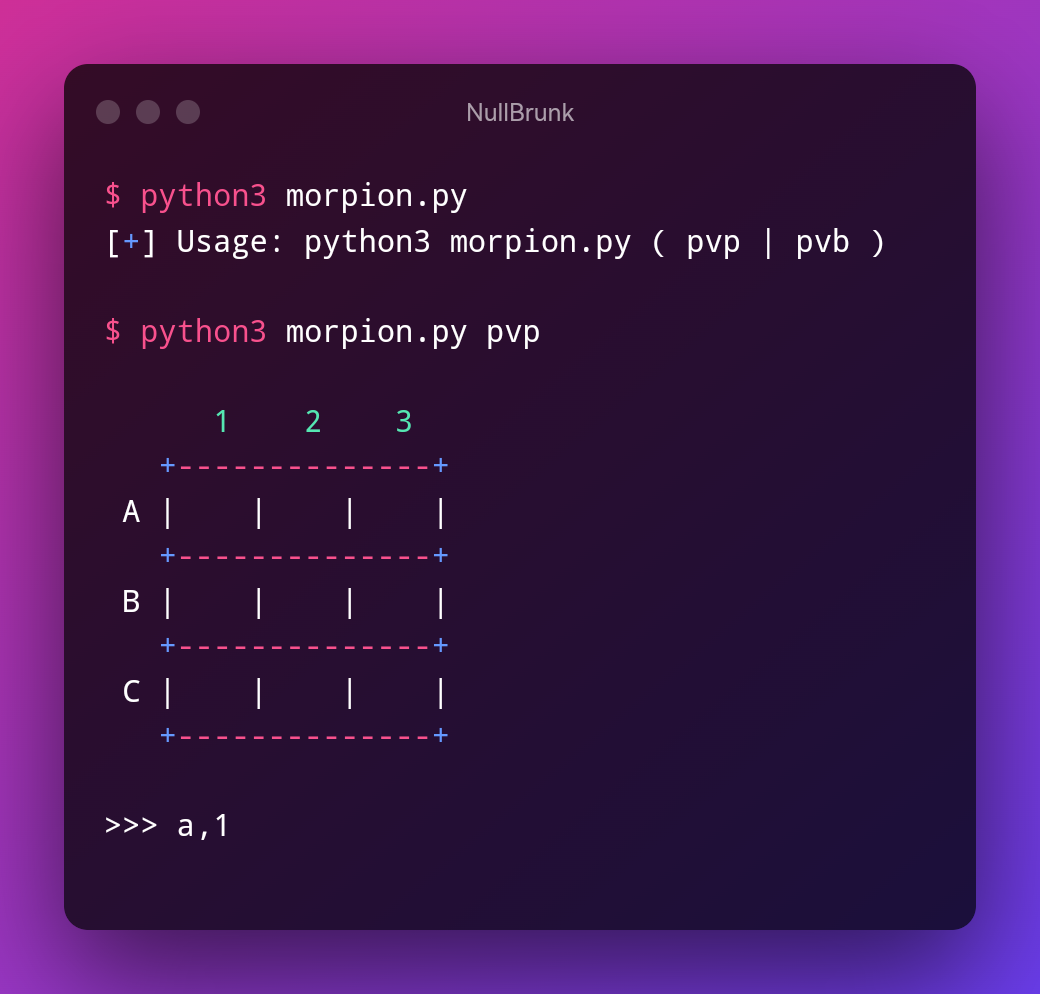 NullBrunk
$ python3 morpion.py
[+] Usage: python3 morpion.py ( pvp | pvb )
$ python3 morpion.py pvp
      1    2    3
   +--------------+
 A |    |    |    |
   +--------------+
 B |    |    |    |
   +--------------+
 C |    |    |    |
   +--------------+
>>> a,1